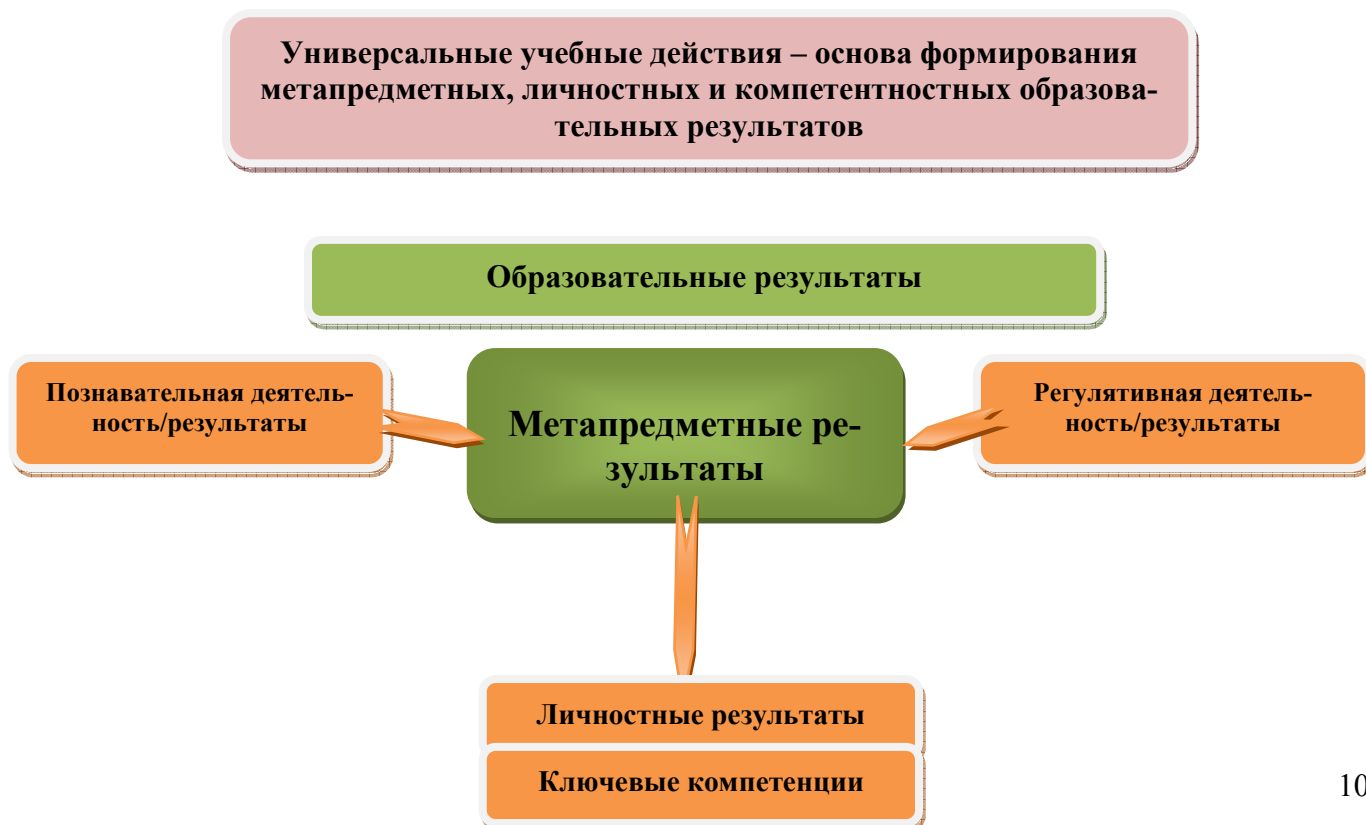 Универсальные учебные действия – основа формирования
метапредметных, личностных и компетентностных образова-
тельных результатов
Образовательные результаты
Познавательная деятель-
ность/результаты
Метапредметные ре-
зультаты
Регулятивная деятель-
ность/результаты
Личностные результаты
Ключевые компетенции
10